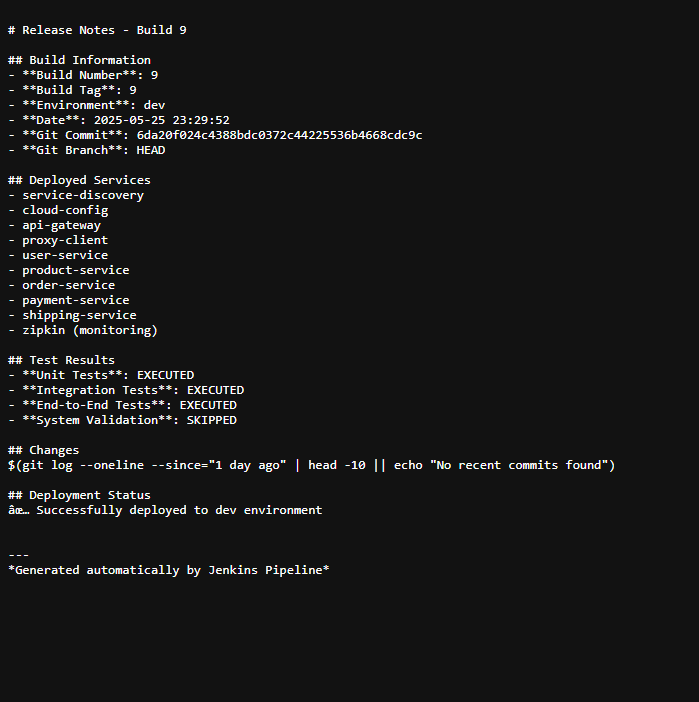 # Release Notes - Build 9
## Build Information
- **Build Number**: 9
- **Build Tag**: 9
- **Environment**: dev
- **Date**: 2025-05-25 23:29:52
- **Git Commit**: 6da20f024c4388bdc0372c44225536b4668cdc9c
- **Git Branch**: HEAD
## Deployed Services
- service-discovery
- cloud-config
- api-gateway
- proxy-client
- user-service
- product-service
- order-service
- payment-service
- shipping-service
- zipkin (monitoring)
## Test Results
- **Unit Tests**: EXECUTED
- **Integration Tests**: EXECUTED
- **End-to-End Tests**: EXECUTED
- **System Validation**: SKIPPED
## Changes
$(git log --oneline --since="1 day ago" | head -10 || echo "No recent commits found")
## Deployment Status
âœ… Successfully deployed to dev environment
---
*Generated automatically by Jenkins Pipeline*